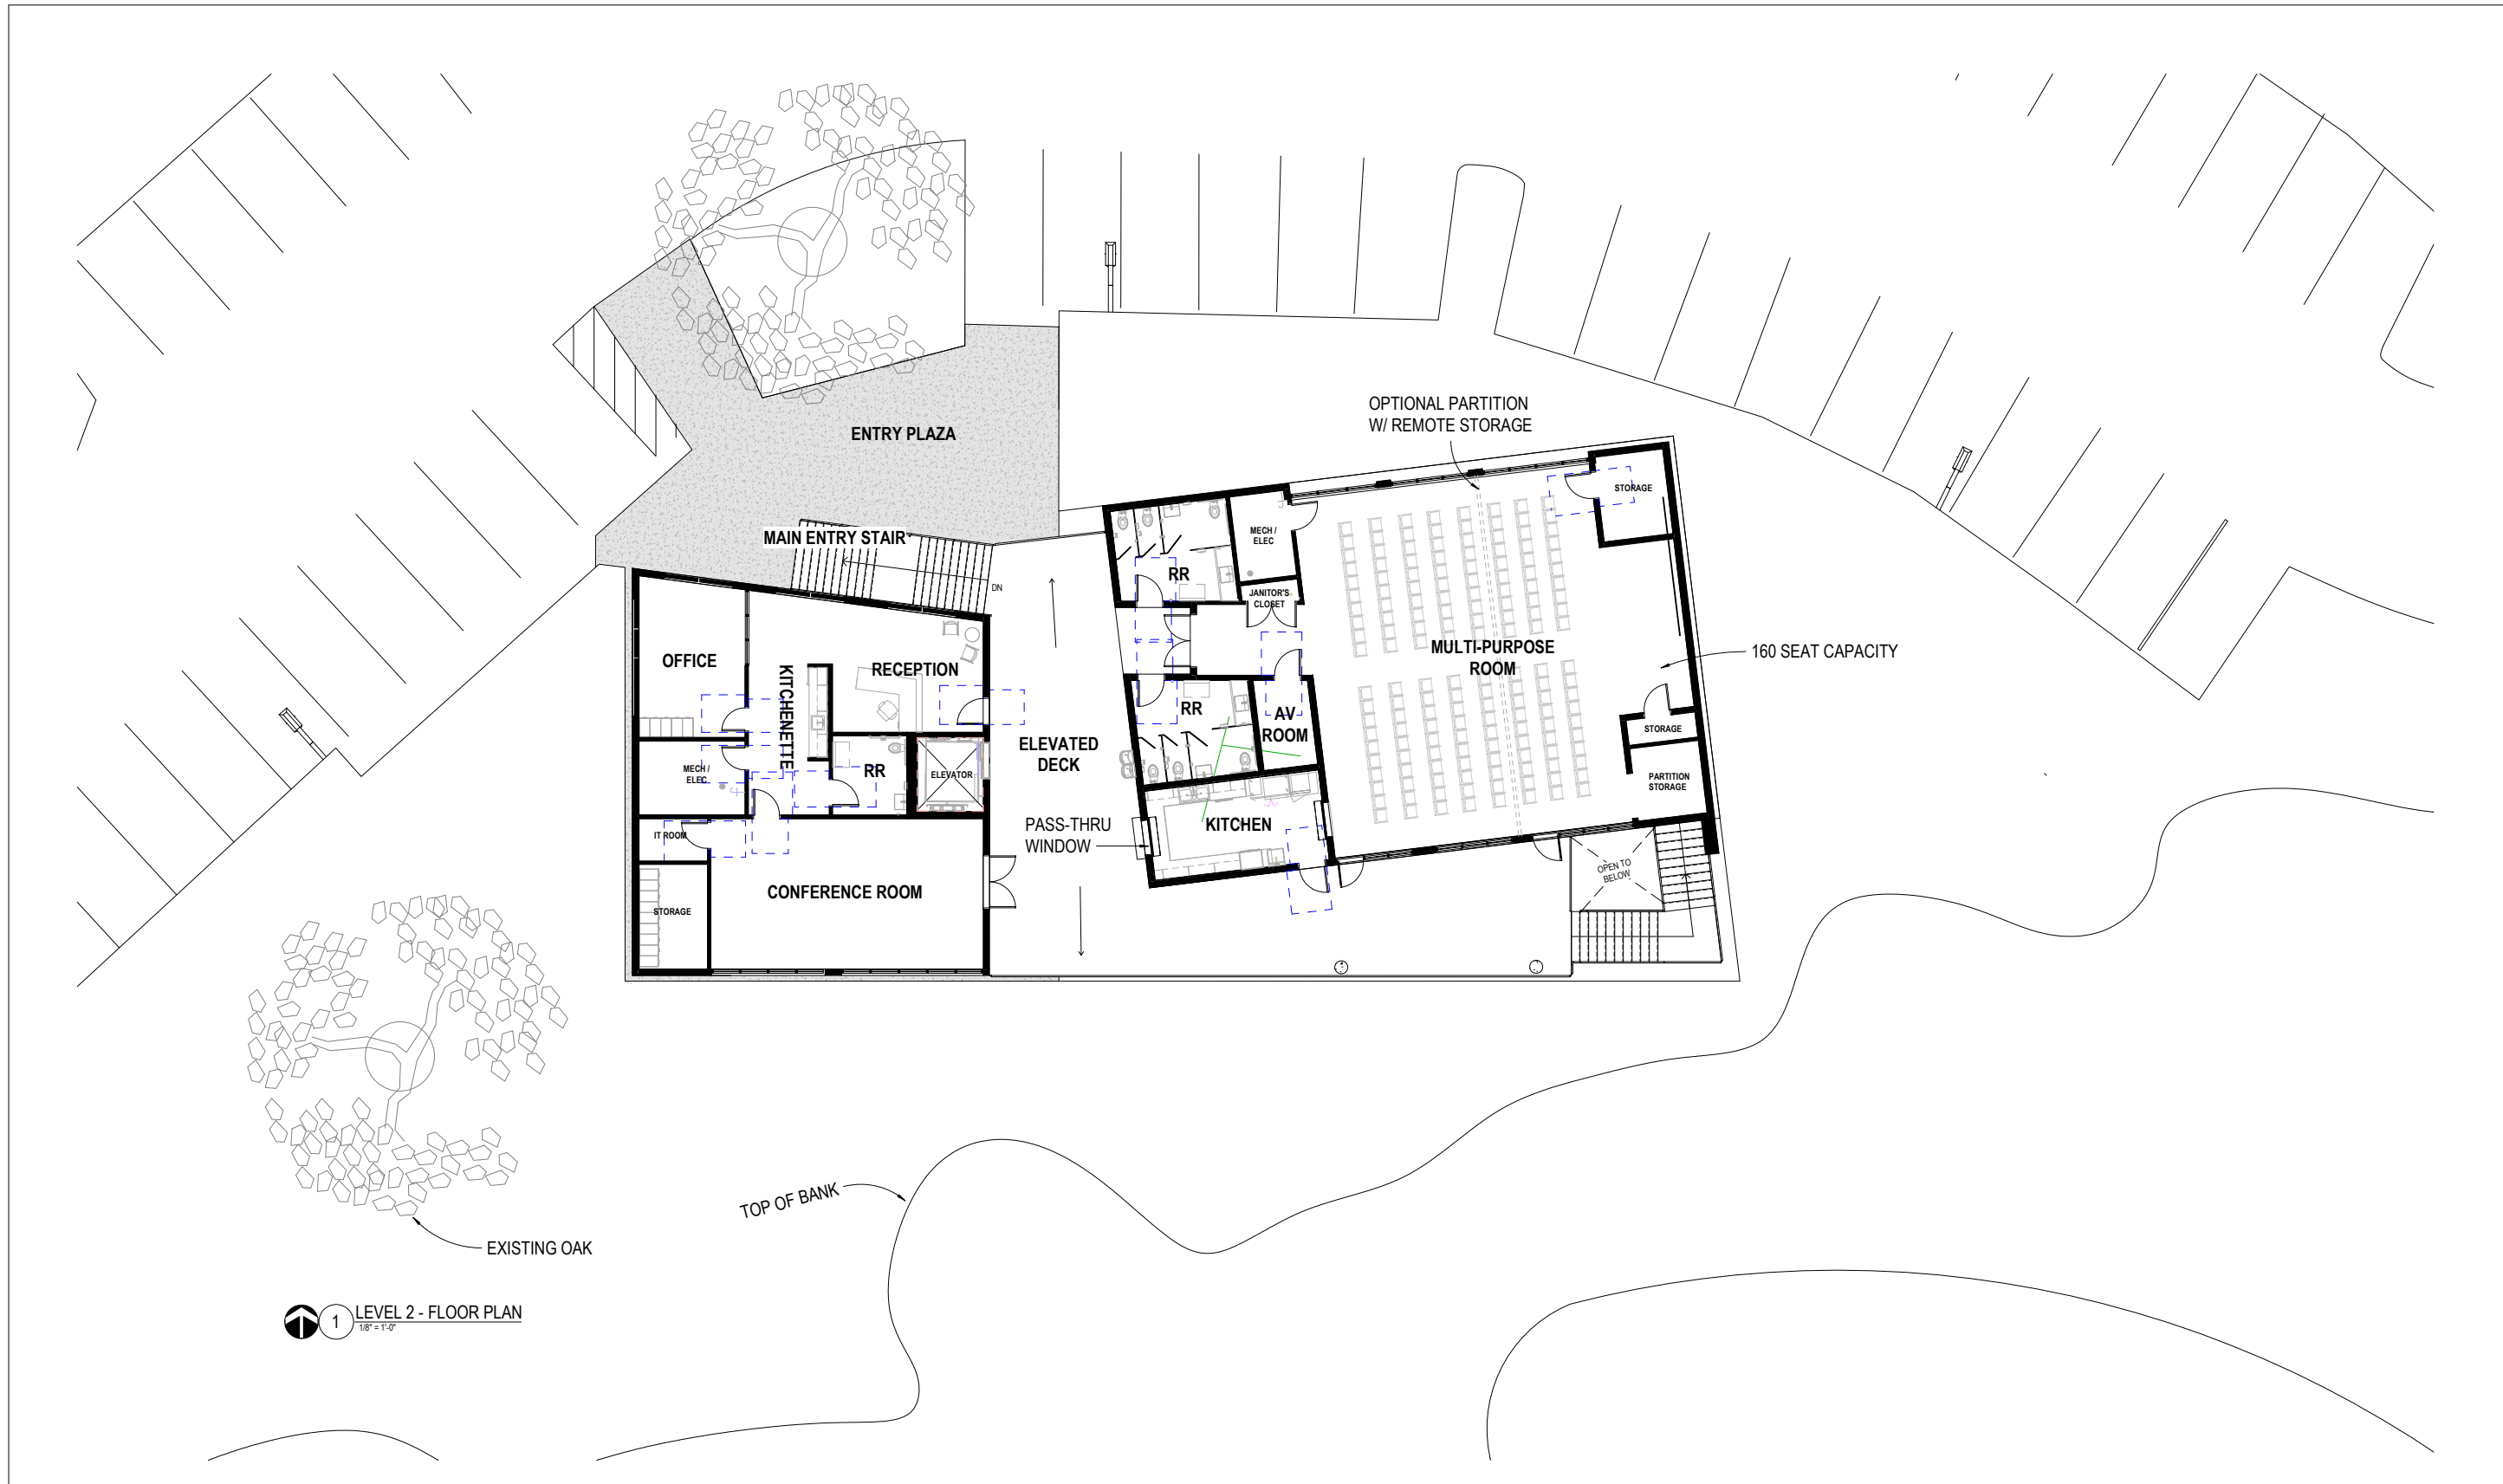 OPTIONAL PARTITION
W/ REMOTE STORAGE
ENTRY PLAZA
STORAGE
MAIN ENTRY STAIR
MECH /
ELEC
RR
DN
JANITOR'S
CLOSET
OFFICE
KITCHENETTE
RECEPTION
MULTI-PURPOSE
ROOM
160 SEAT CAPACITY
RR
AV
ROOM
STORAGE
ELEVATED
DECK
MECH /
ELEC
RR
ELEVATOR
PARTITION
STORAGE
PASS-THRU
WINDOW
KITCHEN
IT ROOM
OPEN TO
BELOW
CONFERENCE ROOM
STORAGE
TOP OF BANK
EXISTING OAK
1
LEVEL 2 - FLOOR PLAN
1/8" = 1'-0"